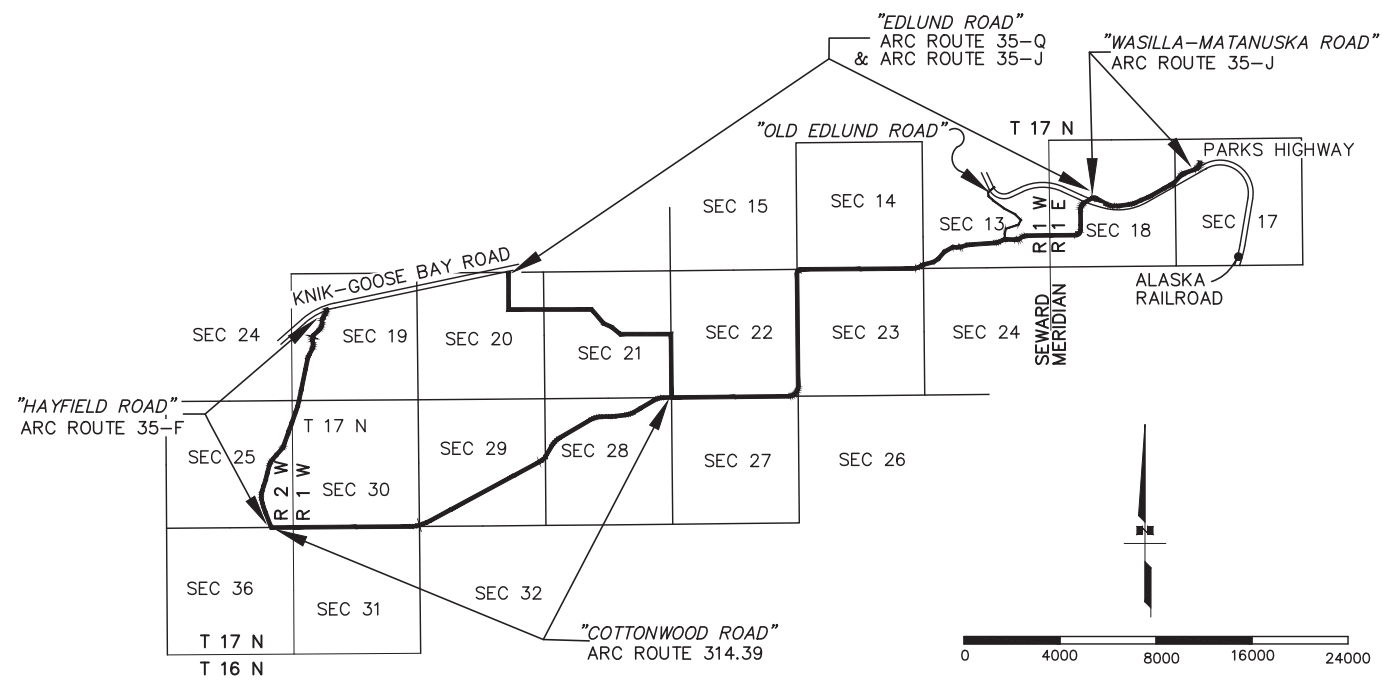 "EDLUND ROAD"
ARC ROUTE 35-Q
& ARC ROUTE 35-J
"WASILLA-MATANUSKA ROAD"
ARC ROUTE 35-J
"OLD EDLUND ROAD"
T 17 N
PARKS HIGHWAY
SEC 15
SEC 14
SEC 13
R 1 W
R 1 E
SEC 18
SEC 17
KNIK-GOOSE BAY ROAD
ALASKA
RAILROAD
SEWARD
MERIDIAN
SEC 24
SEC 19
SEC 20
SEC 21
SEC 22
SEC 23
SEC 24
"HAYFIELD ROAD"
ARC ROUTE 35-F
T 17 N
SEC 25
R 2 W
R 1 W
SEC 30
SEC 29
SEC 28
SEC 27
SEC 26
N
SEC 36
SEC 31
SEC 32
"COTTONWOOD ROAD"
ARC ROUTE 314.39
T 17 N
T 16 N
0 4000 8000 16000 24000